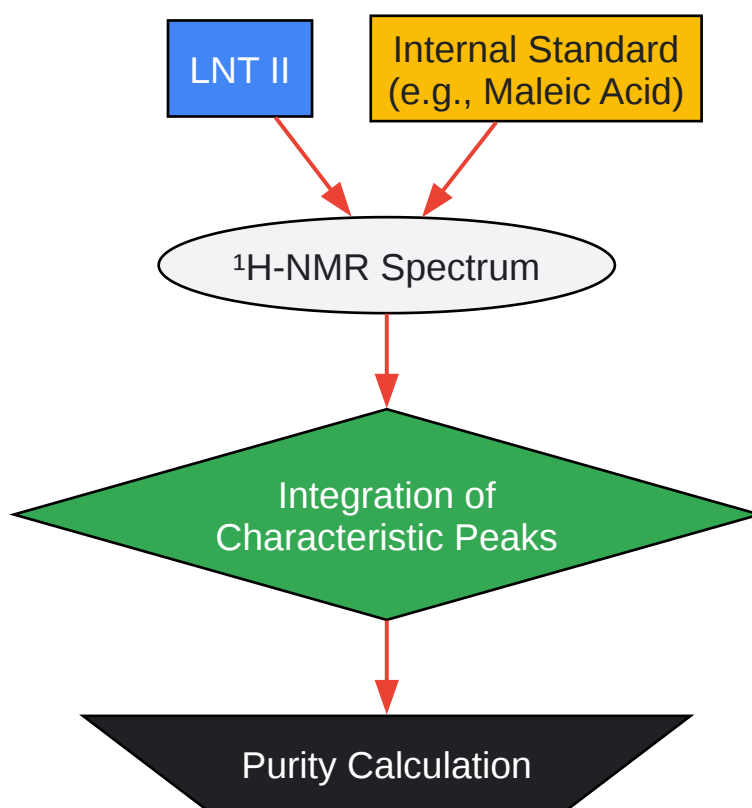 LNT II
Internal Standard
(e.g., Maleic Acid)
¹H-NMR Spectrum
Integration of
Characteristic Peaks
Purity Calculation